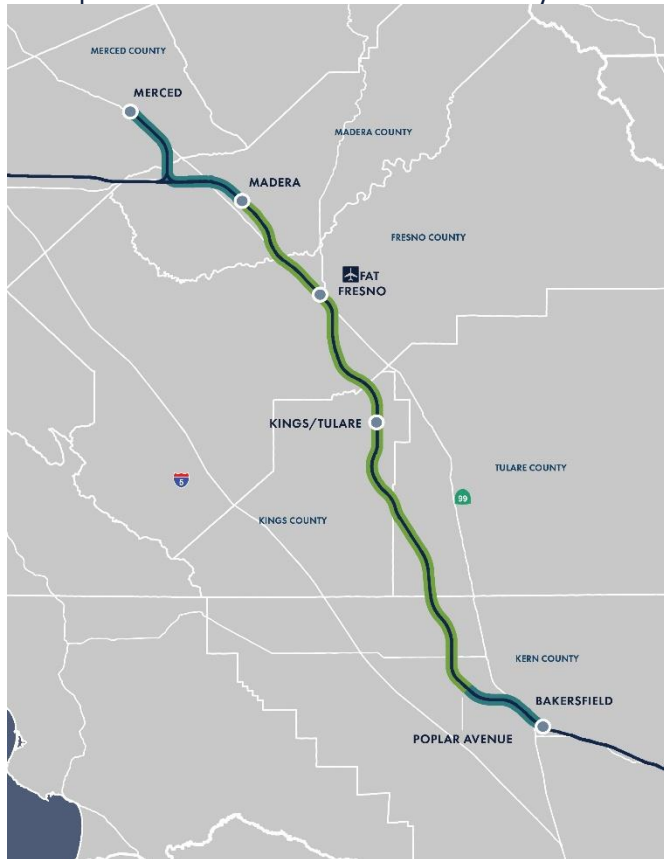 MERCED COUNTY
MERCED
MADERA COUNTY
MADERA
FRESNO COUNTY
FAT
FRESNO
KINGS/TULARE
TULARE COUNTY
5
99
KINGS COUNTY
KERN COUNTY
BAKERSFIELD
POPLAR AVENUE